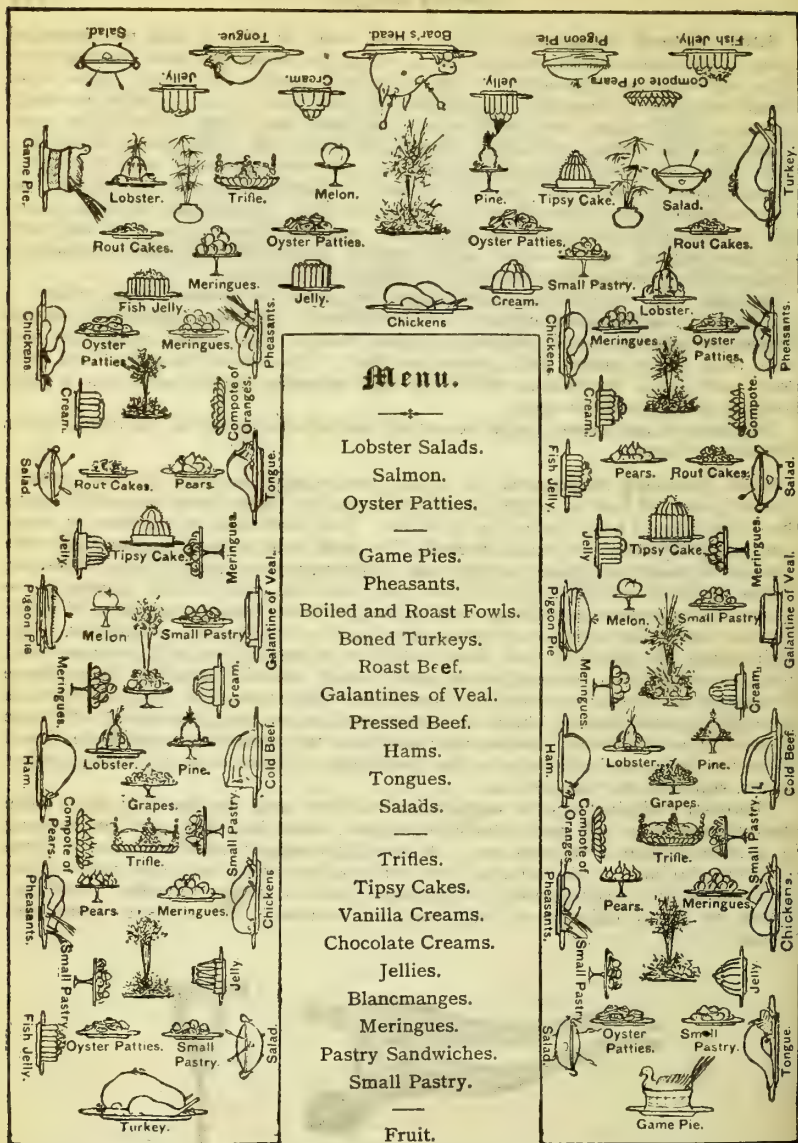 Salad.
Tongue.
Boar's Head.
Pigeon Pie.
Fish Jelly.
Jelly.
Cream.
Jelly.
Compote of Pears.
Game Pie.
Lobster.
Trifle.
Melon.
Pine.
Tipsy Cake.
Salad.
Turkey.
Rout Cakes.
Meringues.
Oyster Patties.
Oyster Patties.
Small Pastry.
Rout Cakes.
Fish Jelly.
Jelly.
Chickens
Cream.
Lobster.
Chickens
Oyster
Patties
Meringues.
Pheasants.
Cream.
Compote of
Oranges.
Salad.
Rout Cakes.
Pears.
Tongue.
Jelly.
Tipsy Cake
Meringues.
Pigeon Pie
Melon
Small Pastry
Galantine of Veal.
Meringues.
Cream.
Ham.
Lobster.
Pine.
Cold Beef.
Grapes.
Compote of
Pears.
Trifle.
Small Pastry.
Pheasants.
Pears.
Meringues.
Chickens
Small Pastry.
Jelly
Fish Jelly.
Oyster Patties.
Small
Pastry.
Salad.
Turkey.
Menu.
Lobster Salads.
Salmon.
Oyster Patties.
Game Pies.
Pheasants.
Boiled and Roast Fowls.
Boned Turkeys.
Roast Beef.
Galantines of Veal.
Pressed Beef.
Hams.
Tongues.
Salads.
Trifles.
Tipsy Cakes.
Vanilla Creams.
Chocolate Creams.
Jellies.
Blancmanges.
Meringues.
Pastry Sandwiches.
Small Pastry.
Fruit.
Chickens
Meringues
Oyster
Patties.
Pheasants.
Cream.
Compote.
Fish Jelly.
Pears.
Rout Cakes
Salad.
Jelly
Tipsy Cake
Meringues.
Pigeon Pie
Melon.
Small Pastry
Galantine of Veal.
Meringues.
Cream.
Ham.
Lobster.
Pine.
Cold Beef.
Grapes.
Compote of
Oranges.
Trifle.
Small Pastry.
Pheasants.
Pears.
Meringues
Chickens.
Small Pastry
Jelly
Salad.
Oyster
Patties.
Small
Pastry.
Tongue.
Game Pie.